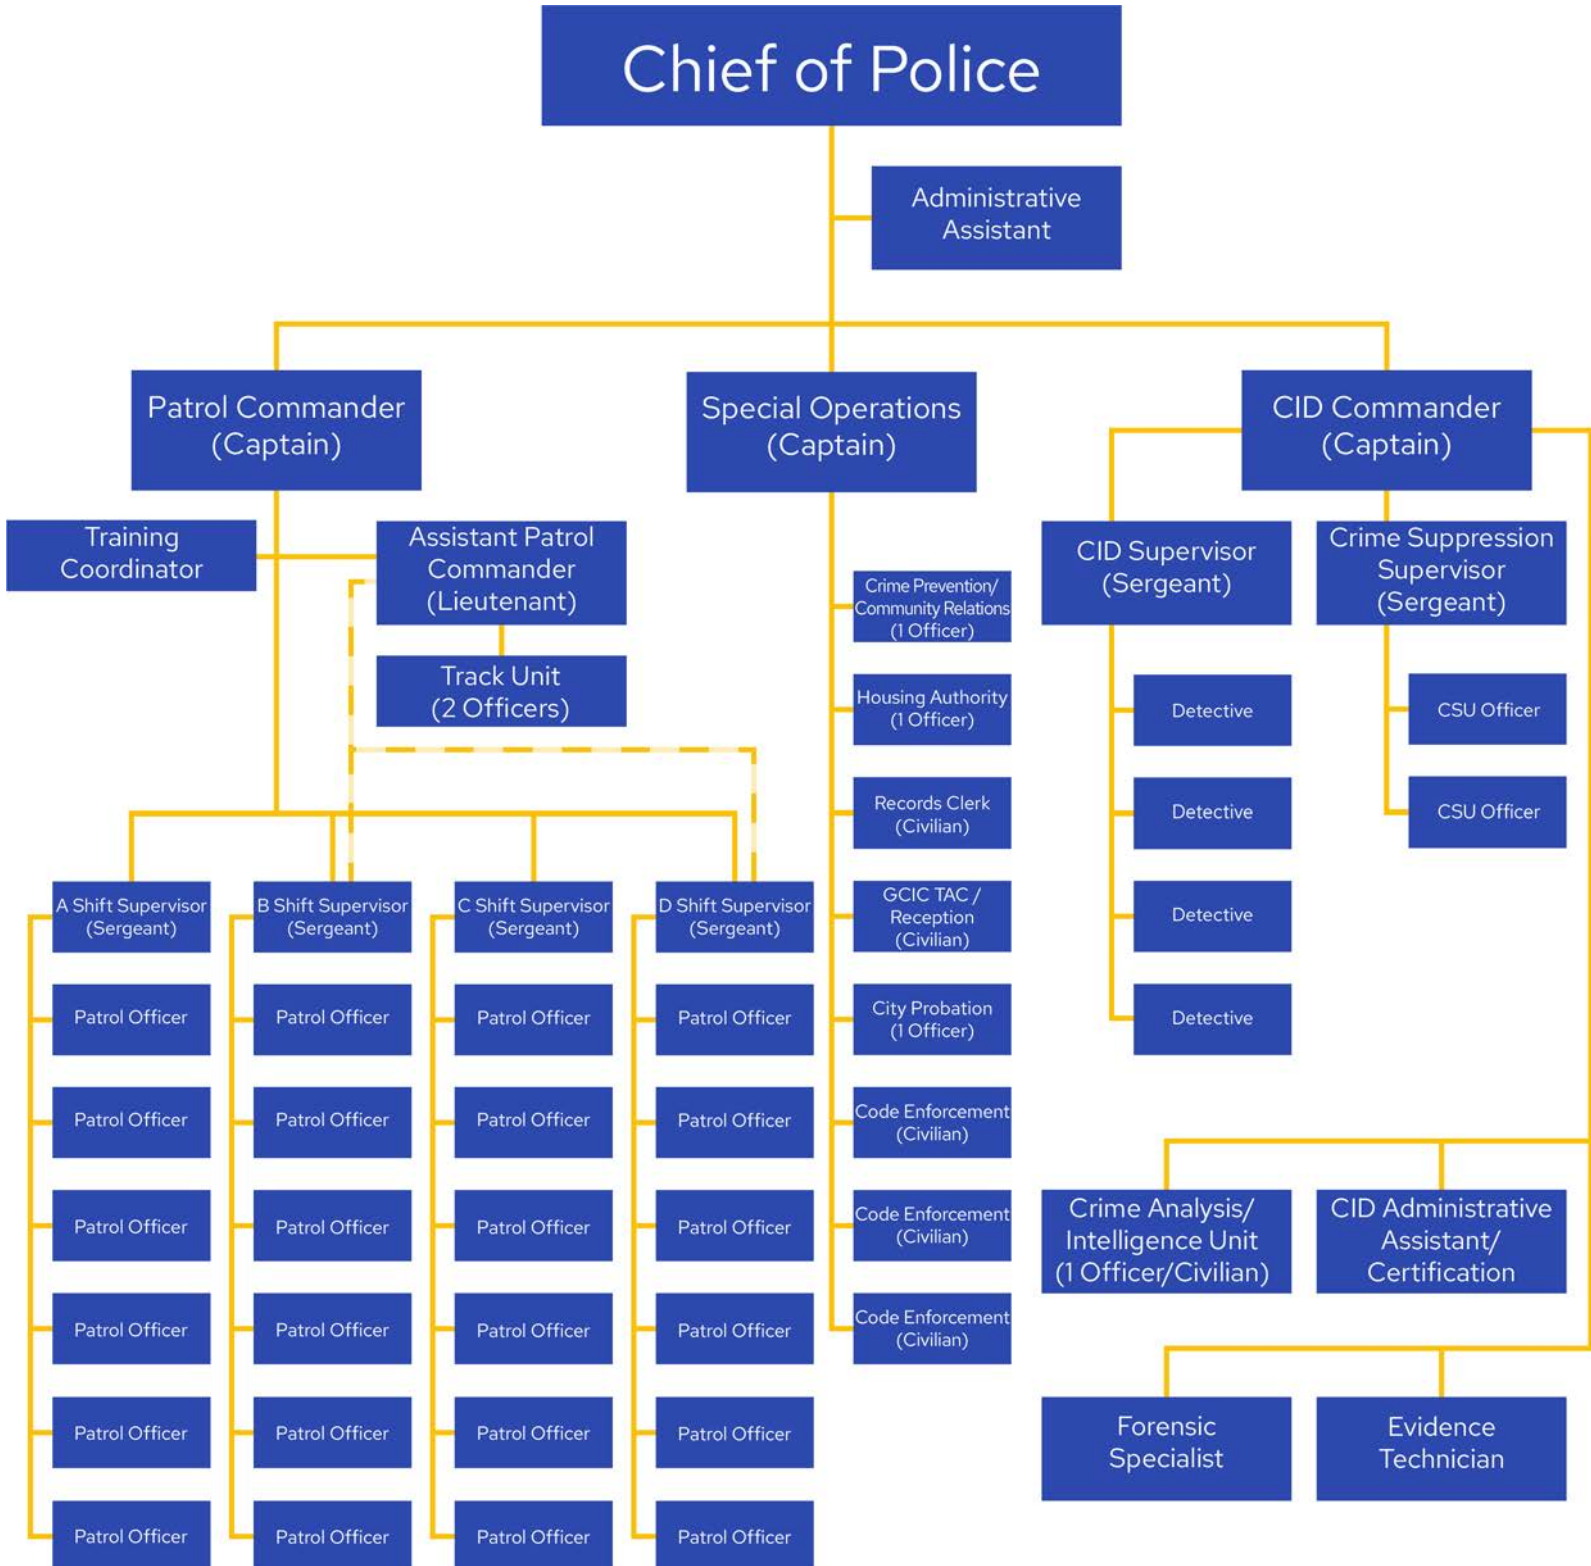 Chief of Police
Administrative
Assistant
Patrol Commander
(Captain)
Special Operations
(Captain)
CID Commander
(Captain)
Training
Coordinator
Assistant Patrol
Commander
(Lieutenant)
Track Unit
(2 Officers)
A Shift Supervisor
(Sergeant)
Patrol Officer
Patrol Officer
Patrol Officer
Patrol Officer
Patrol Officer
Patrol Officer
B Shift Supervisor
(Sergeant)
Patrol Officer
Patrol Officer
Patrol Officer
Patrol Officer
Patrol Officer
Patrol Officer
C Shift Supervisor
(Sergeant)
Patrol Officer
Patrol Officer
Patrol Officer
Patrol Officer
Patrol Officer
Patrol Officer
D Shift Supervisor
(Sergeant)
Patrol Officer
Patrol Officer
Patrol Officer
Patrol Officer
Patrol Officer
Patrol Officer
Crime Prevention/
Community Relations
(1 Officer)
Housing Authority
(1 Officer)
Records Clerk
(Civilian)
GCIC TAC /
Reception
(Civilian)
City Probation
(1 Officer)
Code Enforcement
(Civilian)
Code Enforcement
(Civilian)
Code Enforcement
(Civilian)
CID Supervisor
(Sergeant)
Detective
Detective
Detective
Detective
Crime Suppression
Supervisor
(Sergeant)
CSU Officer
CSU Officer
Crime Analysis/
Intelligence Unit
(1 Officer/Civilian)
CID Administrative
Assistant/
Certification
Forensic
Specialist
Evidence
Technician